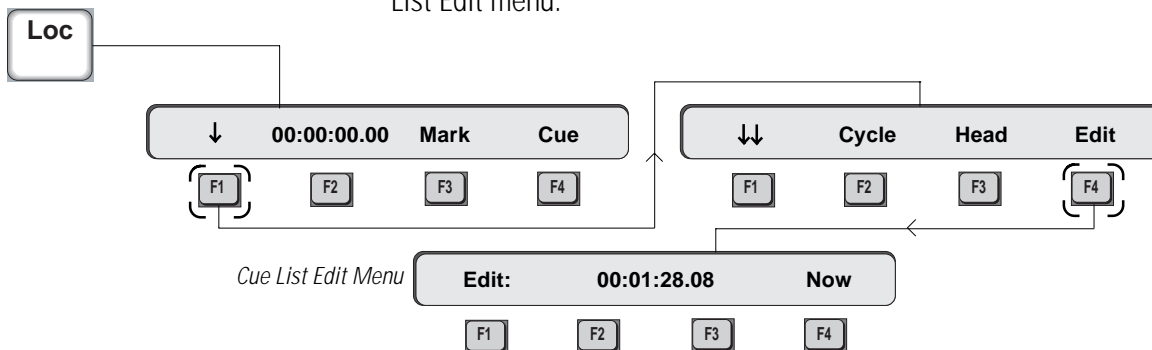 List Edit menu.
Loc
↓ 00:00:00.00 Mark Cue
F1 F2 F3 F4
↓↓ Cycle Head Edit
F1 F2 F3 F4
Cue List Edit Menu
Edit: 00:01:28.08 Now
F1 F2 F3 F4